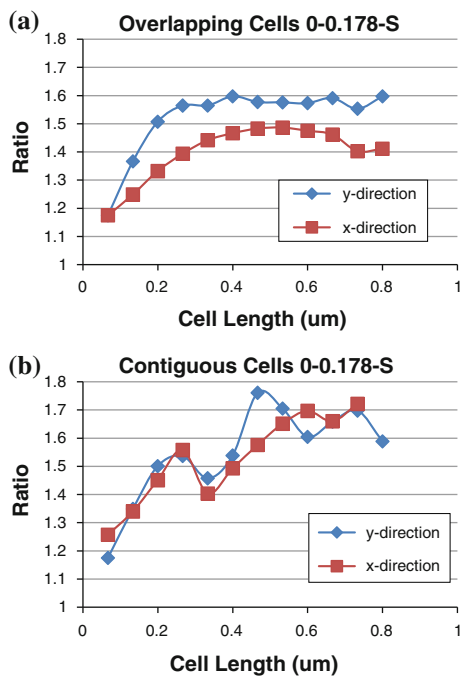 (a)
Overlapping Cells 0-0.178-S
1.8
1.7
1.6
1.5
1.4
1.3
1.2
1.1
1
Ratio
y-direction
x-direction
0
0.2
0.4
0.6
0.8
1
Cell Length (um)
(b)
Contiguous Cells 0-0.178-S
1.8
1.7
1.6
1.5
1.4
1.3
1.2
1.1
1
Ratio
y-direction
x-direction
0
0.2
0.4
0.6
0.8
1
Cell Length (um)